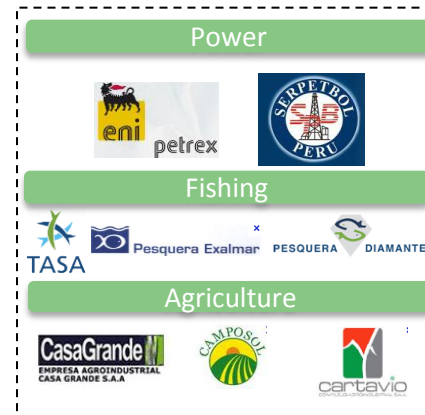 Power
eni
petrex
SERPETBOL
SPB
PERU
Fishing
TASA
Pesquera Exalmar
PESQUERA DIAMANTE
Agriculture
CasaGrande
EMPRESA AGROINDUSTRIAL
CASA GRANDE S.A.A
CAMPOSOL
cartavio